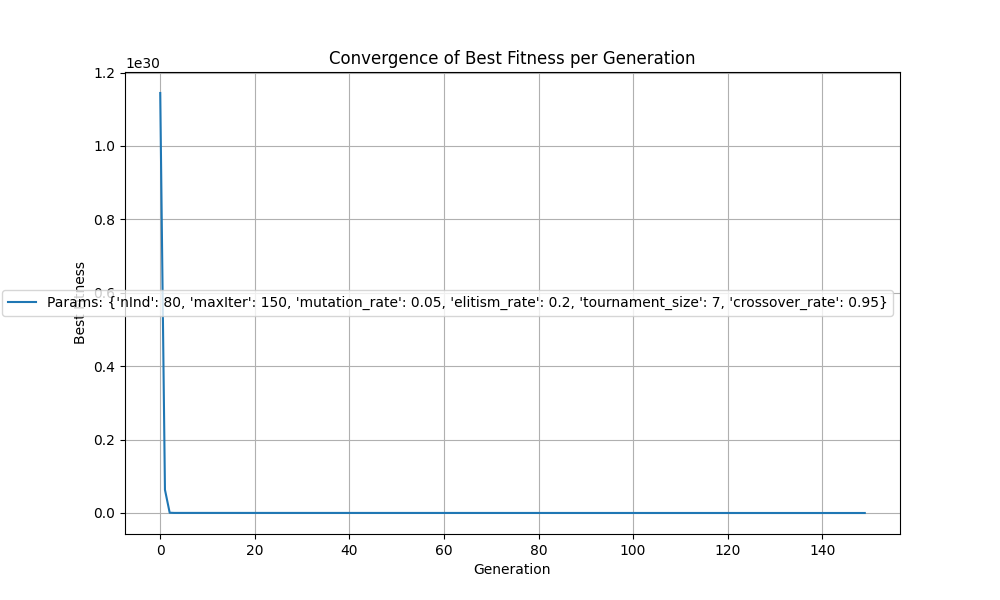 Convergence of Best Fitness per Generation
1e30
1.2
1.0
0.8
0.6
0.4
0.2
0.0
Best Fitness
Params: {'nInd': 80, 'maxIter': 150, 'mutation_rate': 0.05, 'elitism_rate': 0.2, 'tournament_size': 7, 'crossover_rate': 0.95}
0 20 40 60 80 100 120 140
Generation